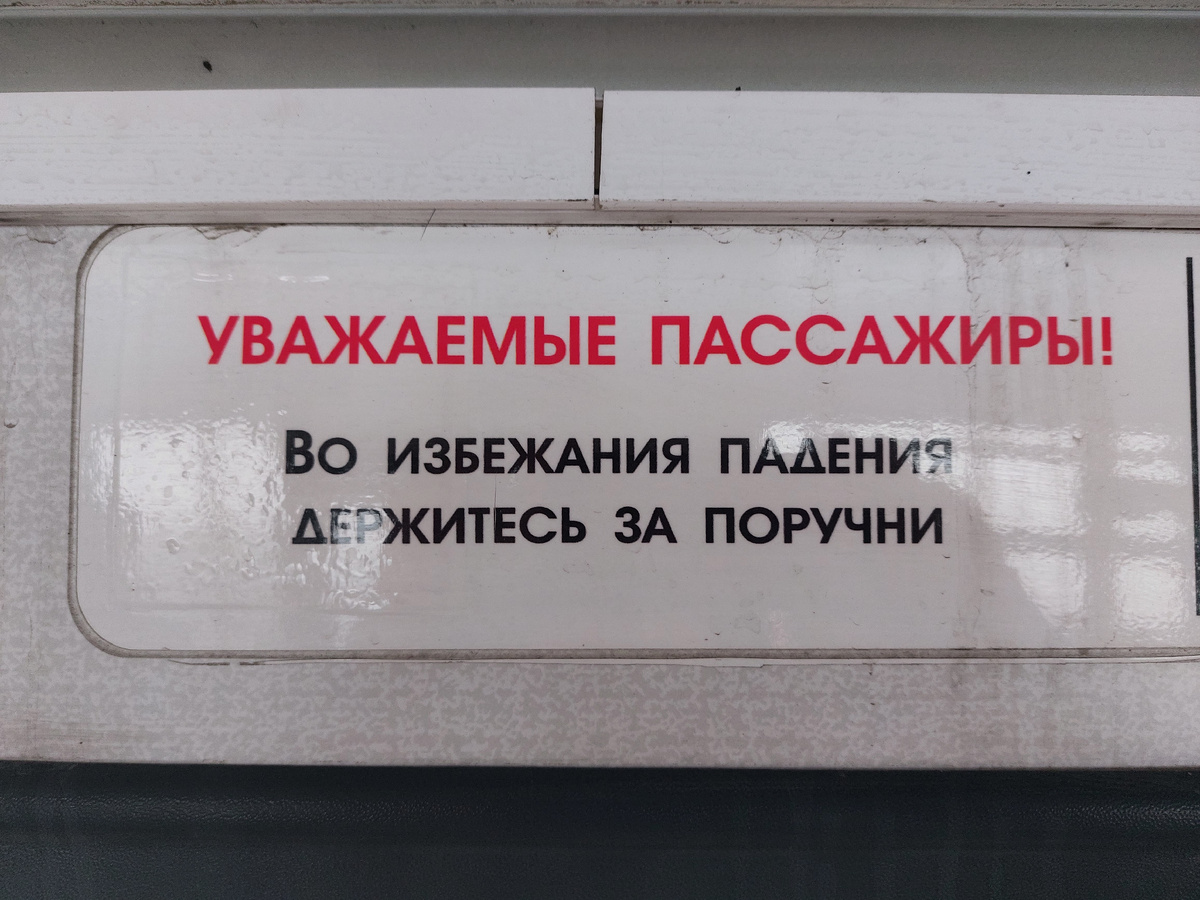 УВАЖАЕМЫЕ ПАССАЖИРЫ!
Во ИЗБЕЖАНИЯ ПАДЕНИЯ
ДЕРЖИТЕСЬ ЗА ПОРУЧНИ